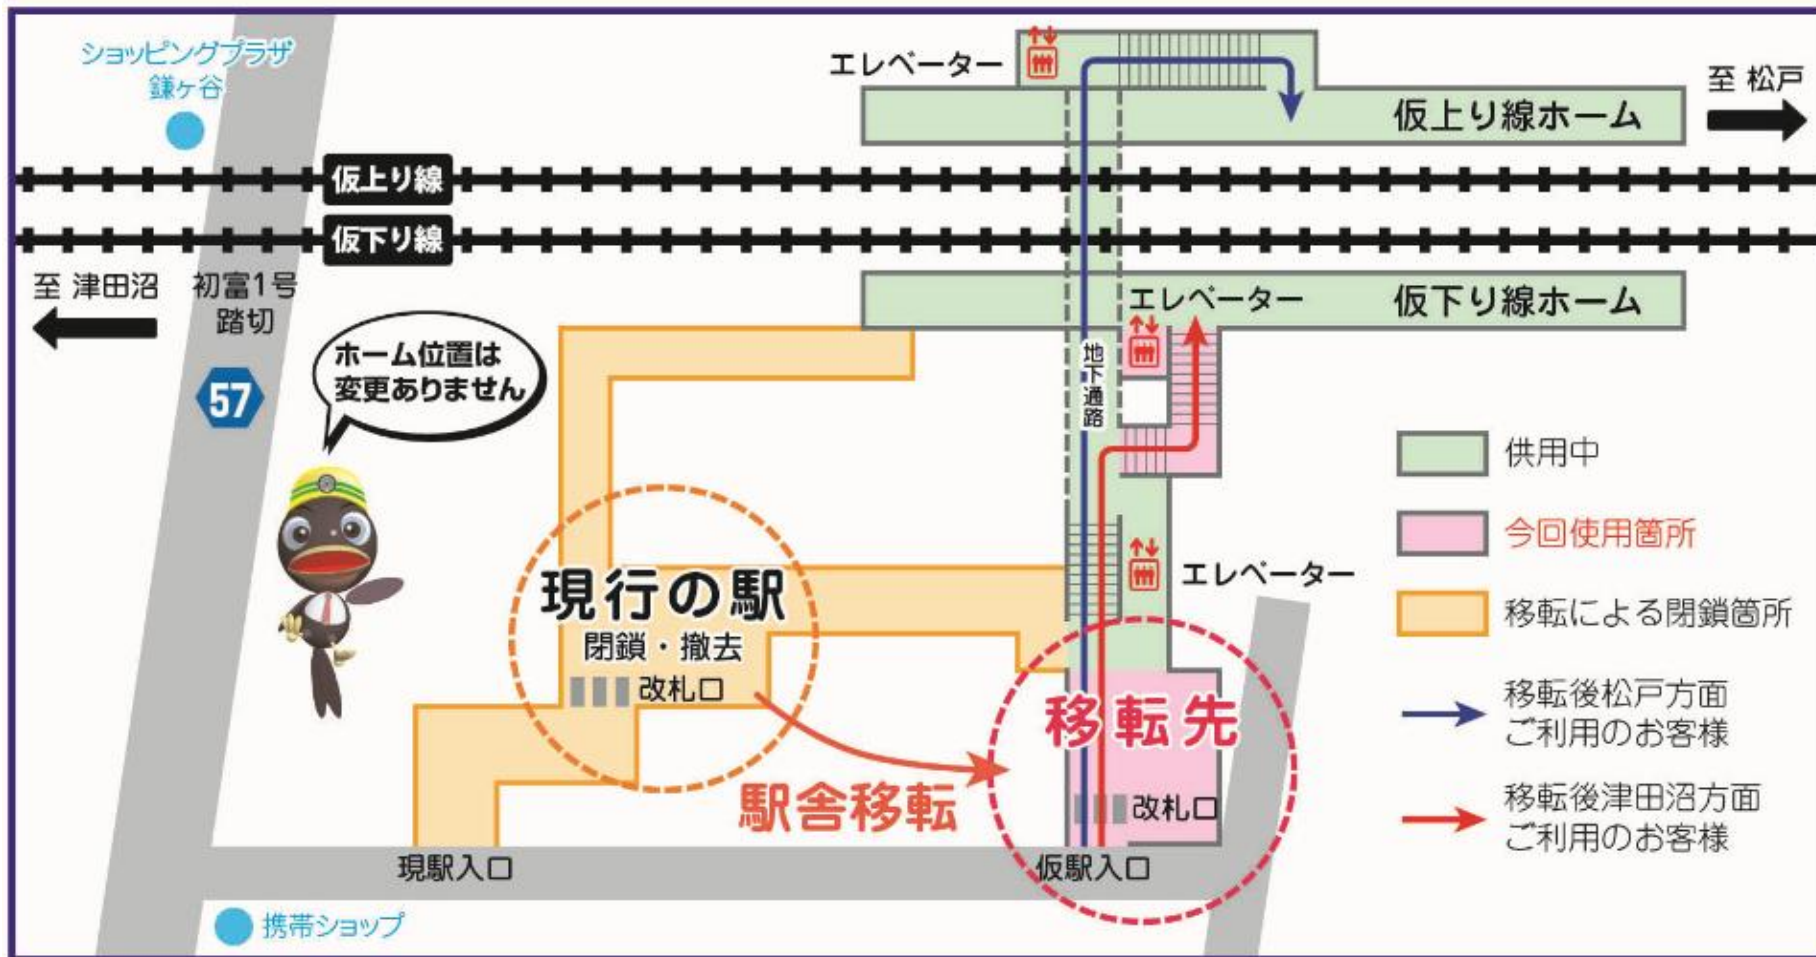 ショッピングプラザ
鎌ヶ谷
エレベーター
至 松戸
仮上り線ホーム
仮上り線
仮下り線
至 津田沼
初富1号
踏切
エレベーター
仮下り線ホーム
57
ホーム位置は
変更ありません
地下通路
供用中
今回使用箇所
エレベーター
現行の駅
閉鎖・撤去
改札口
移転による閉鎖箇所
移転先
移転後松戸方面
ご利用のお客様
駅舎移転
改札口
移転後津田沼方面
ご利用のお客様
現駅入口
仮駅入口
携帯ショップ